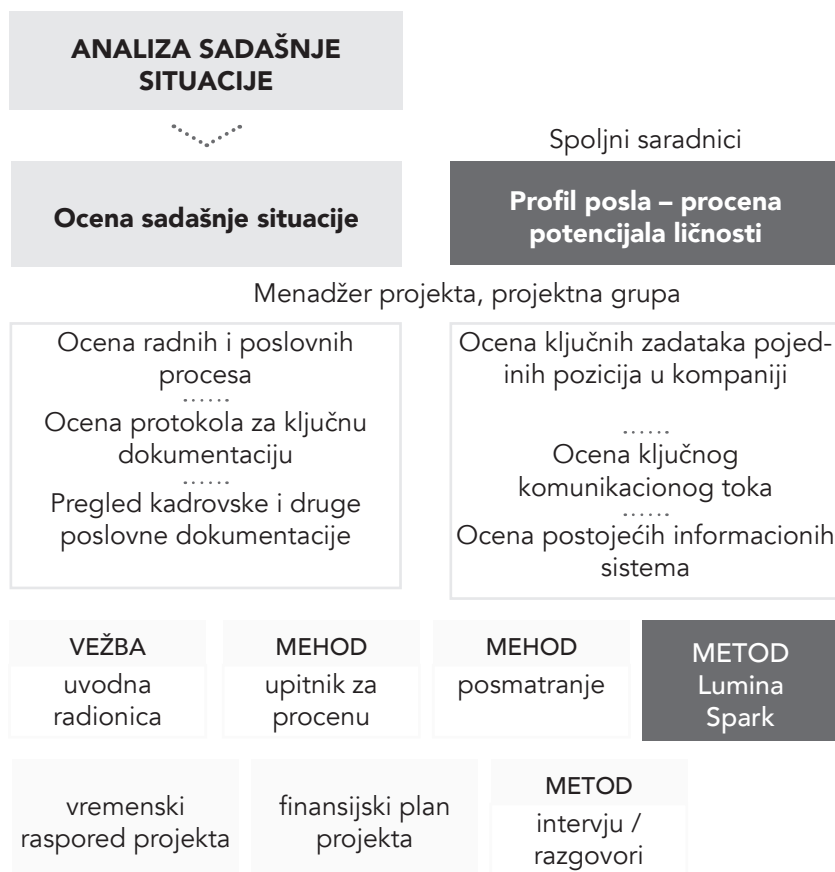 ANALIZA SADAŠNJE
SITUACIJE
Spoljni saradnici
Ocena sadašnje situacije
Profil posla – procena
potencijala ličnosti
Menadžer projekta, projektna grupa
Ocena radnih i poslovnih
procesa
......
Ocena protokola za ključnu
dokumentaciju
......
Pregled kadrovske i druge
poslovne dokumentacije
Ocena ključnih zadataka pojed-
inih pozicija u kompaniji
......
Ocena ključnog
komunikacionog toka
......
Ocena postojećih informacionih
sistema
VEŽBA
uvodna
radionica
MEHOD
upitnik za
procenu
MEHOD
posmatranje
METOD
Lumina
Spark
vremenski
raspored projekta
finansijski plan
projekta
METOD
intervju /
razgovori